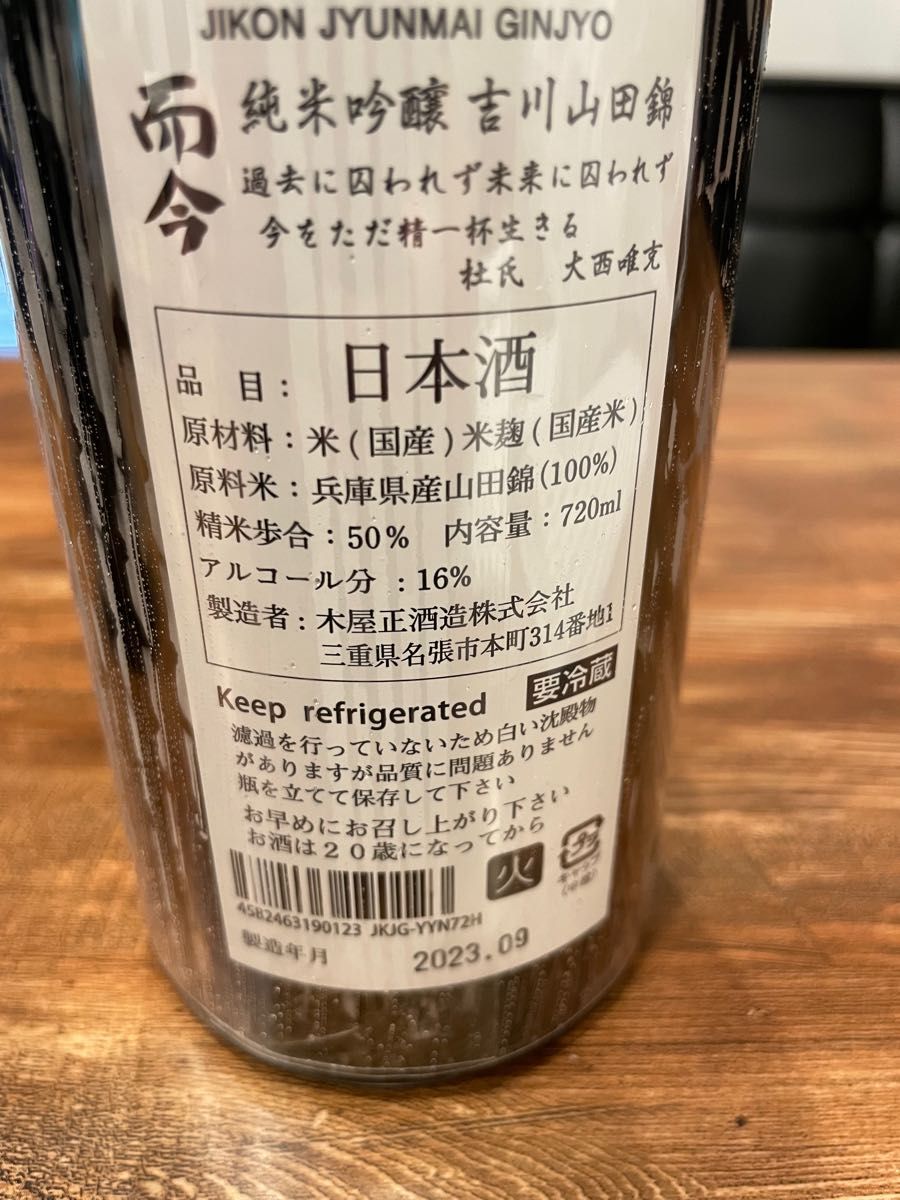 JIKON JYUNMAI GINJYO
而今
純米吟醸 吉川山田錦
過去に囚われず未来に囚われず
今をただ精一杯生きる
杜氏 大西唯克
品 目: 日本酒
原材料:米(国産)米麹(国産米)
原料米:兵庫県産山田錦(100%)
精米歩合:50% 内容量:720ml
アルコール分 :16%
製造者:木屋正酒造株式会社
三重県名張市本町314番地1
Keep refrigerated 要冷蔵
濾過を行っていないため白い沈殿物
がありますが品質に問題ありません
瓶を立てて保存して下さい
お早めにお召し上がり下さい
お酒は20歳になってから
火
キャップ
4582463190123 JKJG-YYN72H
製造年月 2023.09